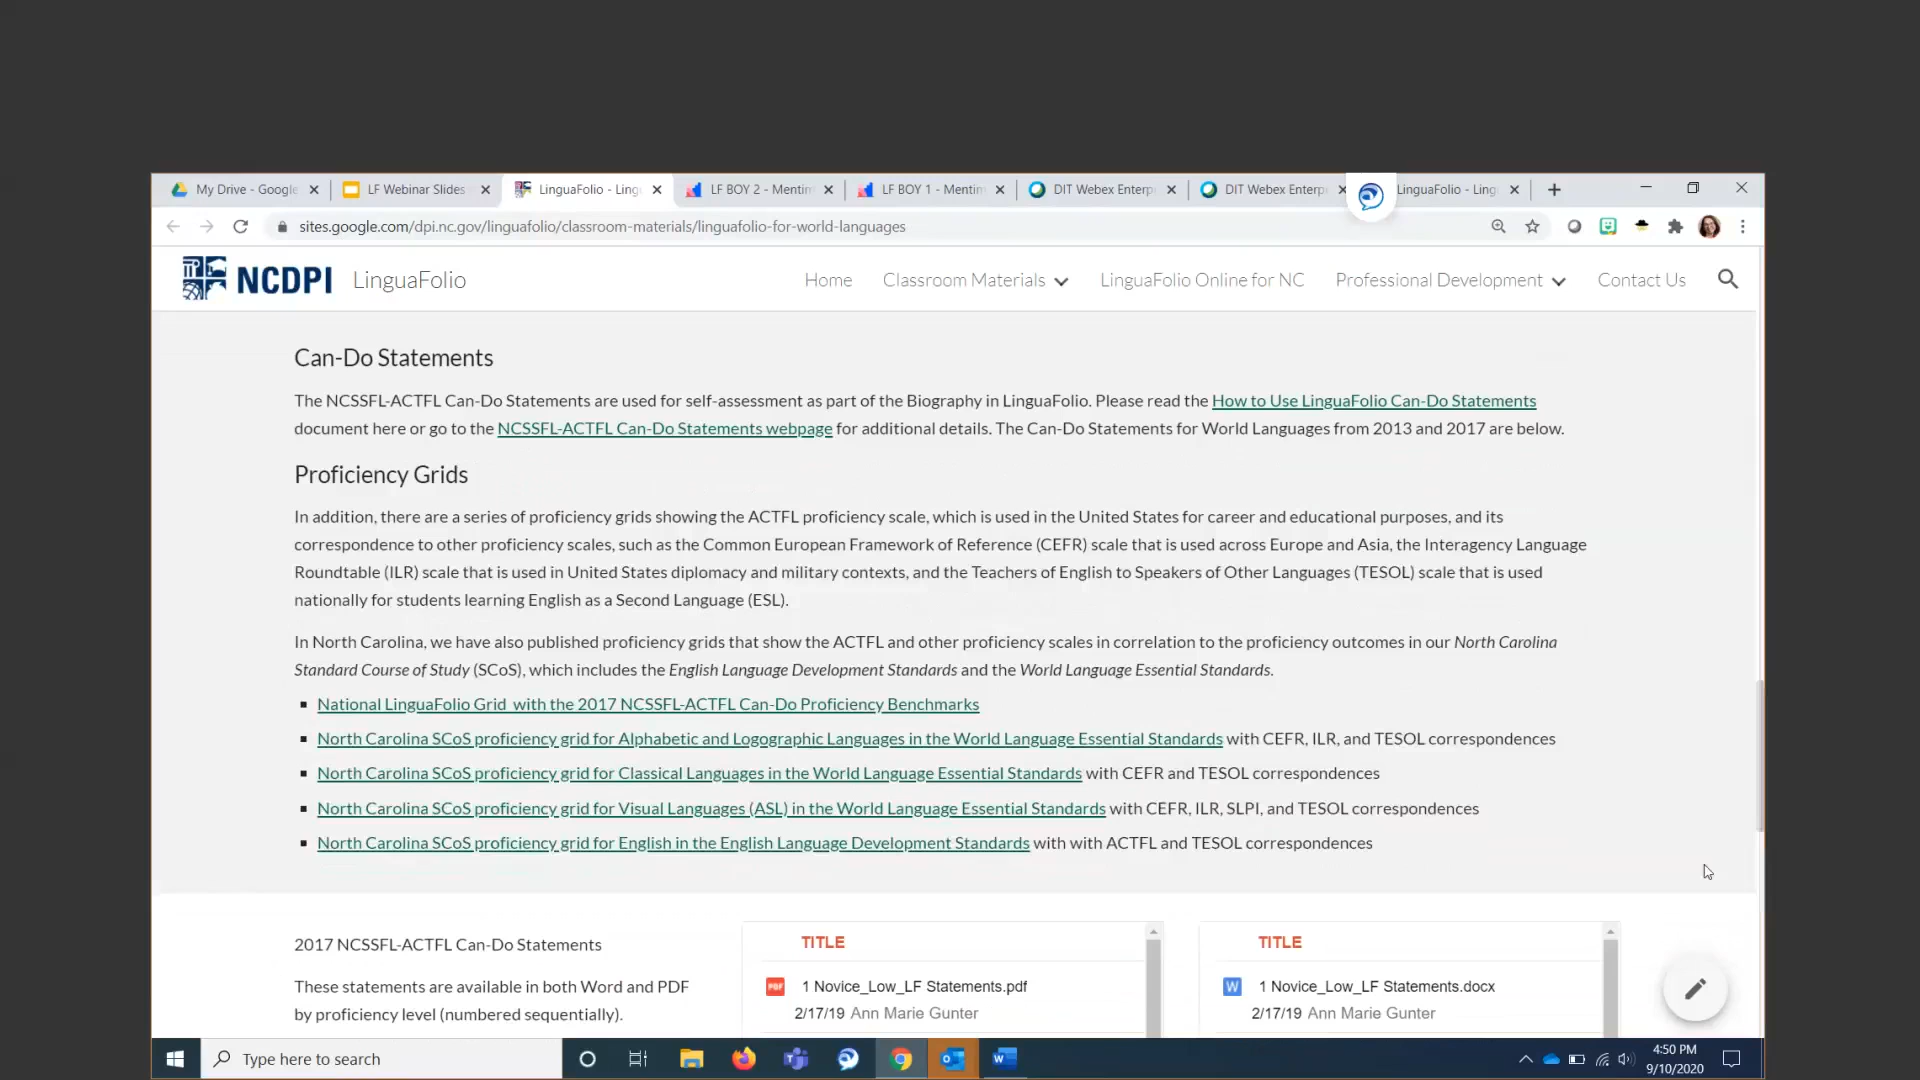 My Drive - Google
LF Webinar Slides
LinguaFolio - Ling
LF BOY 2 - Mentim
LF BOY 1 - Mentim
DIT Webex Enterp
DIT Webex Enterp
LinguaFolio - Ling
sites.google.com/dpi.nc.gov/linguafolio/classroom-materials/linguafolio-for-world-languages
NCDPI LinguaFolio
Home
Classroom Materials
LinguaFolio Online for NC
Professional Development
Contact Us
Can-Do Statements
The NCSSFL-ACTFL Can-Do Statements are used for self-assessment as part of the Biography in LinguaFolio. Please read the How to Use LinguaFolio Can-Do Statements
document here or go to the NCSSFL-ACTFL Can-Do Statements webpage for additional details. The Can-Do Statements for World Languages from 2013 and 2017 are below.
Proficiency Grids
In addition, there are a series of proficiency grids showing the ACTFL proficiency scale, which is used in the United States for career and educational purposes, and its
correspondence to other proficiency scales, such as the Common European Framework of Reference (CEFR) scale that is used across Europe and Asia, the Interagency Language
Roundtable (ILR) scale that is used in United States diplomacy and military contexts, and the Teachers of English to Speakers of Other Languages (TESOL) scale that is used
nationally for students learning English as a Second Language (ESL).
In North Carolina, we have also published proficiency grids that show the ACTFL and other proficiency scales in correlation to the proficiency outcomes in our North Carolina
Standard Course of Study (SCoS), which includes the English Language Development Standards and the World Language Essential Standards.
National LinguaFolio Grid with the 2017 NCSSFL-ACTFL Can-Do Proficiency Benchmarks
North Carolina SCoS proficiency grid for Alphabetic and Logographic Languages in the World Language Essential Standards with CEFR, ILR, and TESOL correspondences
North Carolina SCoS proficiency grid for Classical Languages in the World Language Essential Standards with CEFR and TESOL correspondences
North Carolina SCoS proficiency grid for Visual Languages (ASL) in the World Language Essential Standards with CEFR, ILR, SLPI, and TESOL correspondences
North Carolina SCoS proficiency grid for English in the English Language Development Standards with with ACTFL and TESOL correspondences
2017 NCSSFL-ACTFL Can-Do Statements
These statements are available in both Word and PDF
by proficiency level (numbered sequentially).
TITLE
PDF 1 Novice_Low_LF Statements.pdf
2/17/19 Ann Marie Gunter
TITLE
W 1 Novice_Low_LF Statements.docx
2/17/19 Ann Marie Gunter
Type here to search
4:50 PM
9/10/2020